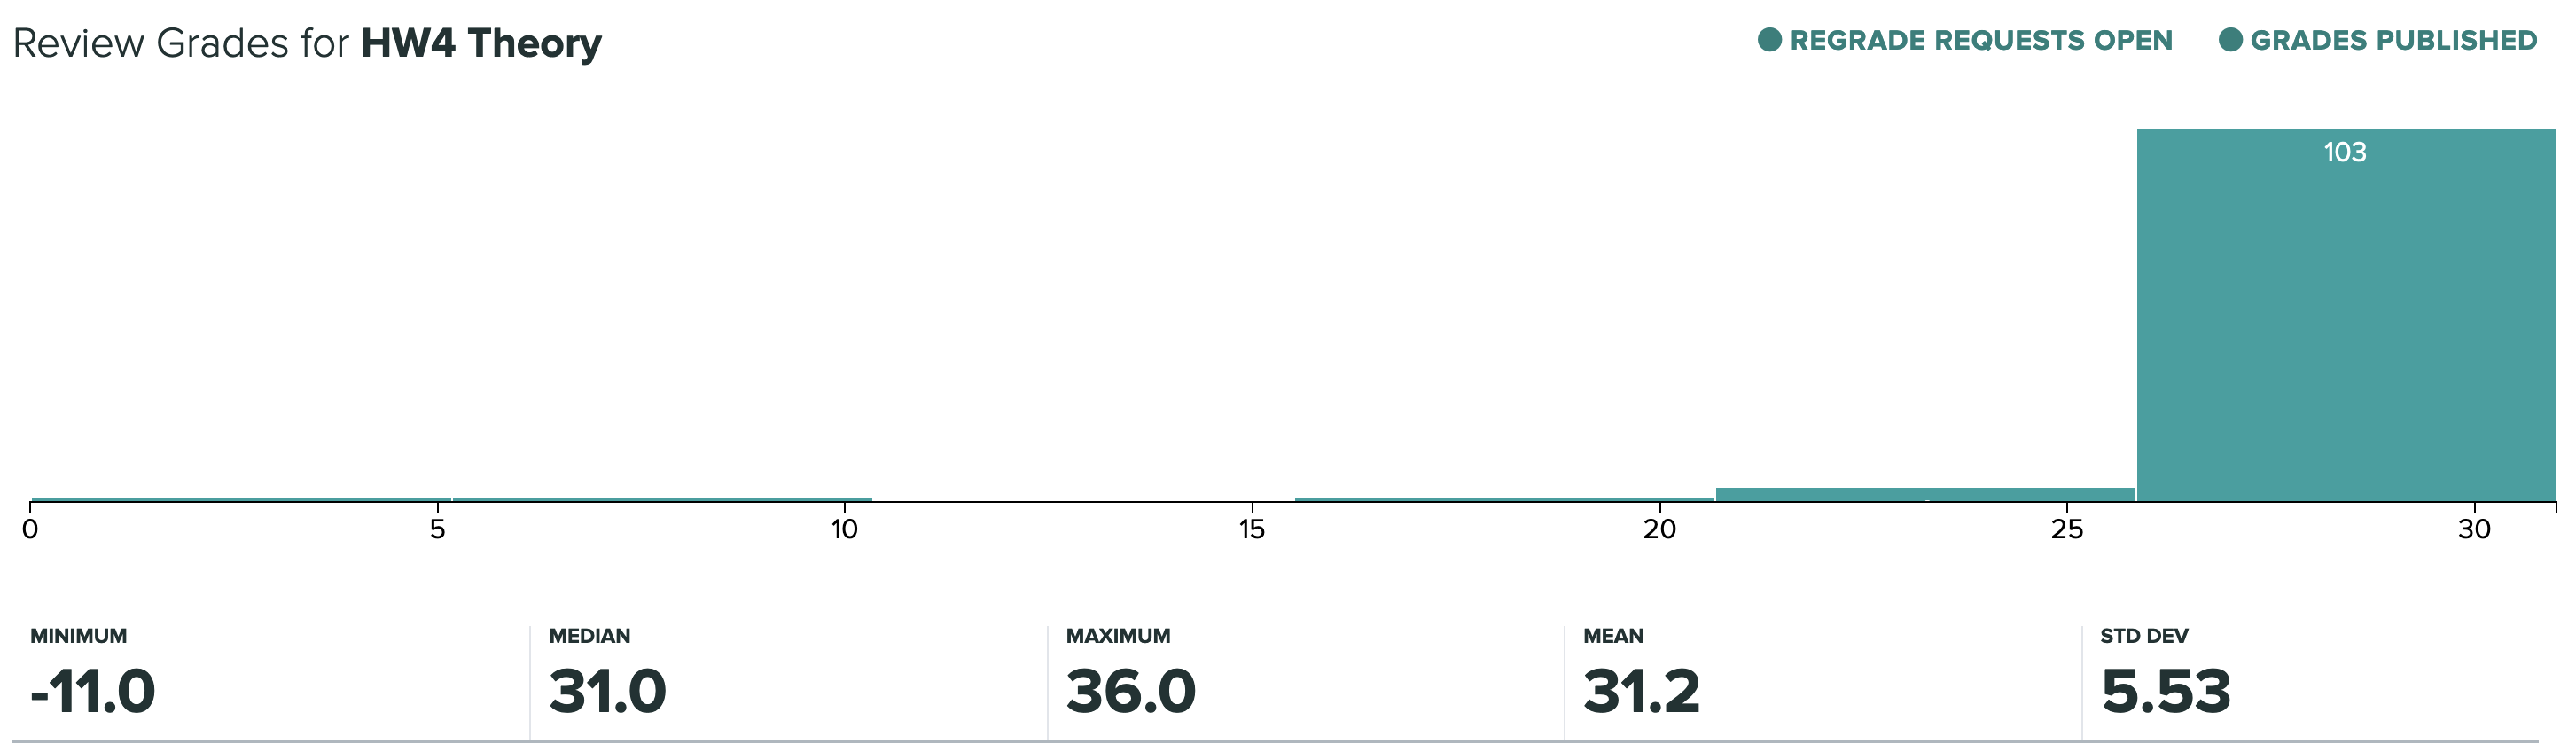 Review Grades for HW4 Theory
REGRADE REQUESTS OPEN
GRADES PUBLISHED
103
0 5 10 15 20 25 30
MINIMUM MEDIAN MAXIMUM MEAN STD DEV
-11.0 31.0 36.0 31.2 5.53